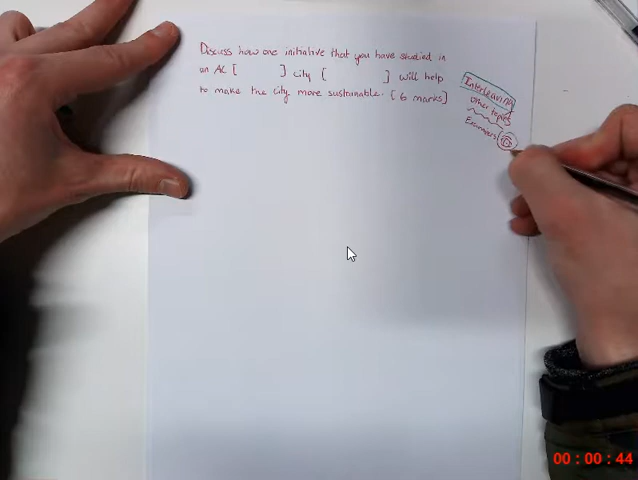 Discuss how one initiative that you have studied in
an AC [ ] city [ ] will help
to make the city more sustainable. [6 marks]
Interleaving
Other topics
Examiners
00:00:44